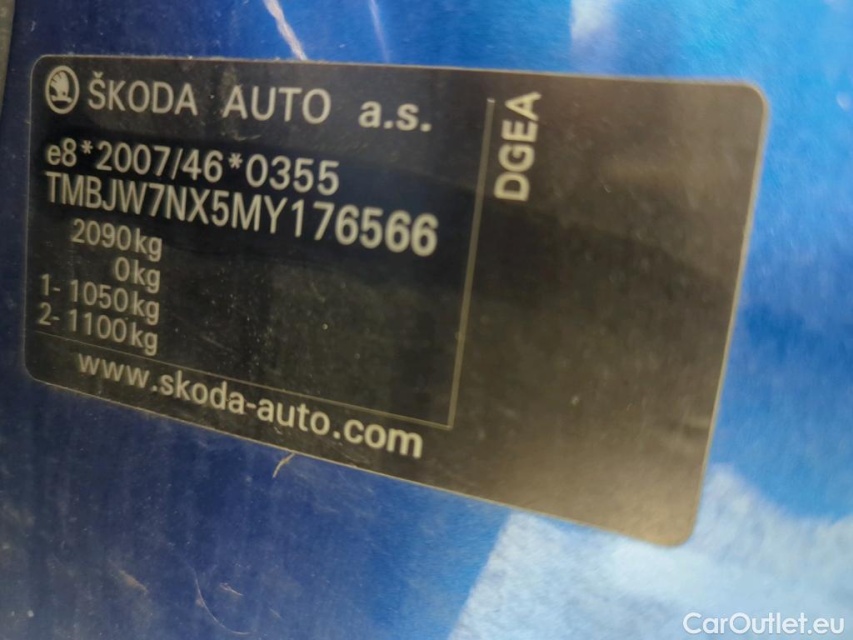 ŠKODA AUTO a.s.
e8*2007/46*0355
TMBJW7NX5MY176566
2090kg
0kg
1- 1050kg
2- 1100kg
www.skoda-auto.com
DGEA
CarOutlet.eu